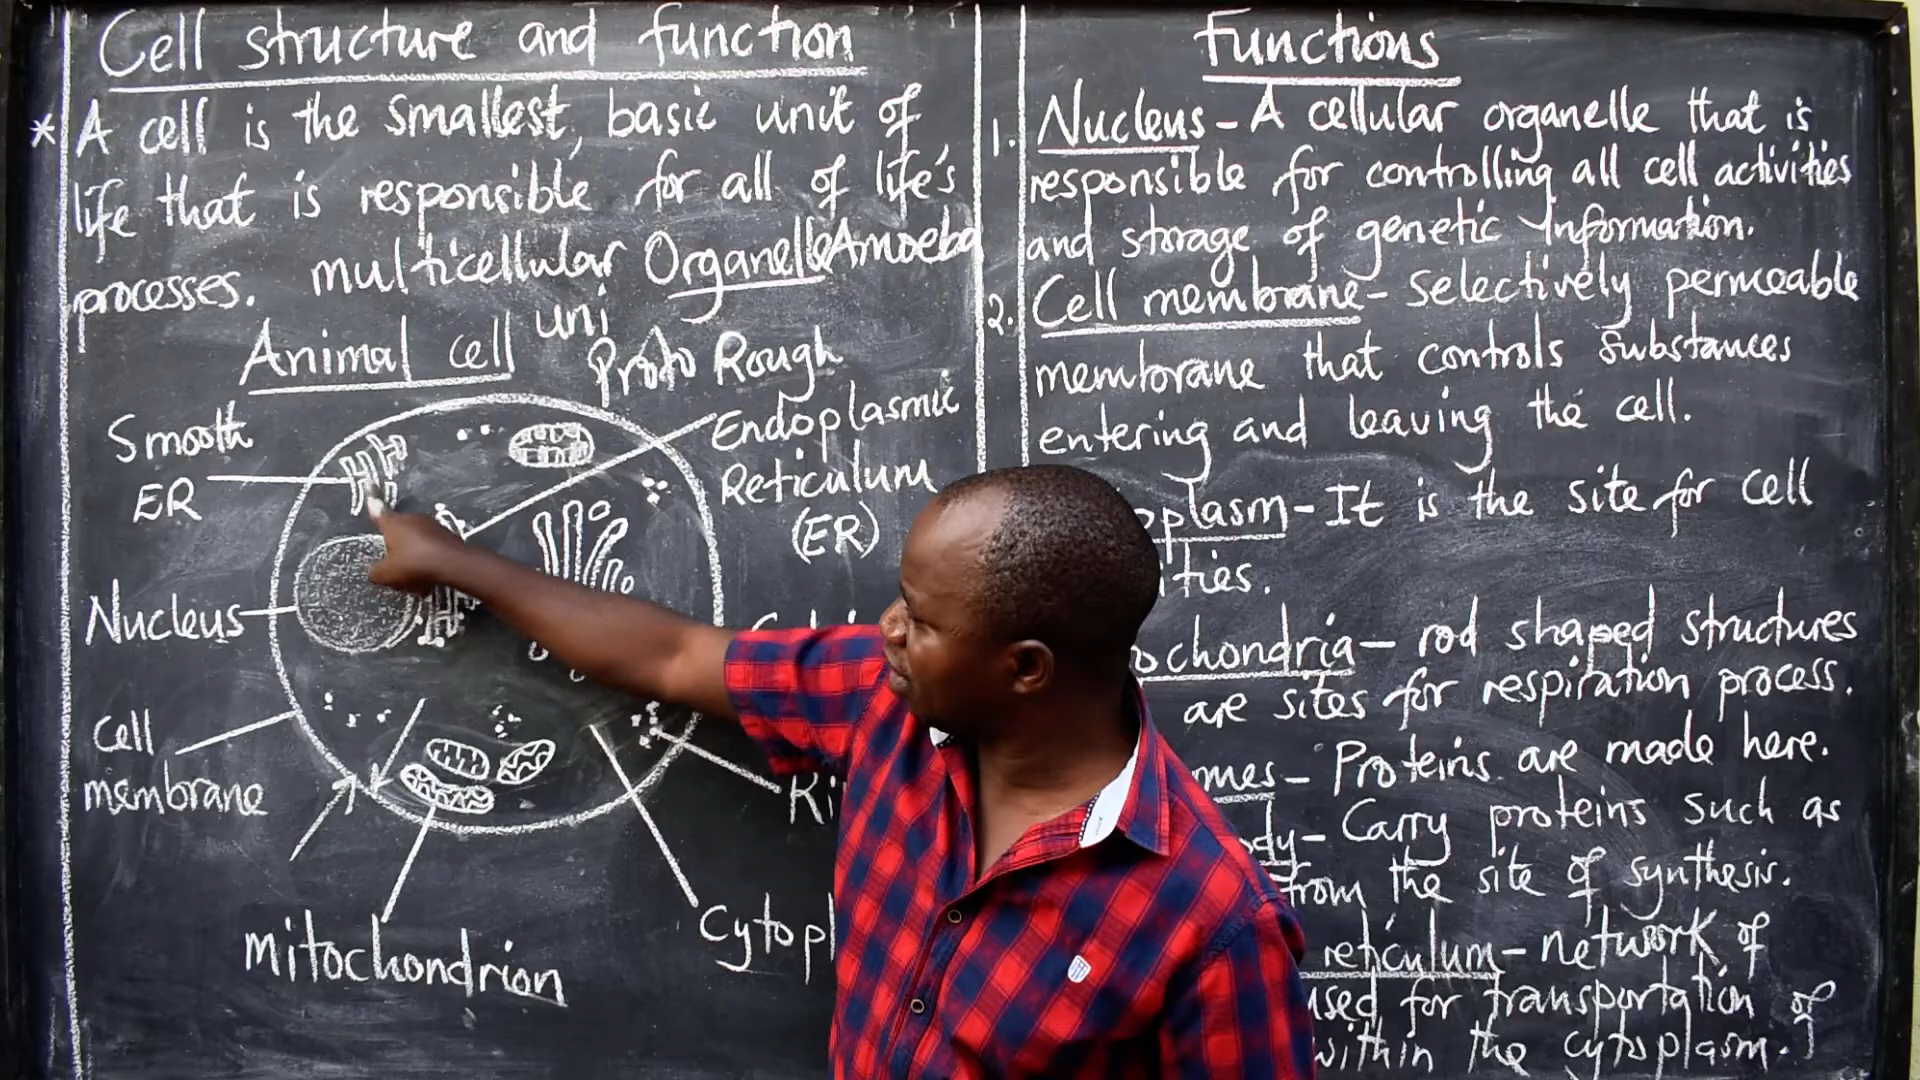 Cell structure and function
* A cell is the smallest, basic unit of
life that is responsible for all of life's
processes. multicellular Organelle Amoeba
uni
Animal cell
Proto Rough
Endoplasmic
Reticulum
(ER)
Smooth
ER
Nucleus
Cell
membrane
Mitochondrion
Cytopl
Ri
Functions
1. Nucleus - A cellular organelle that is
responsible for controlling all cell activities
and storage of genetic information.
2. Cell membrane - Selectively permeable
membrane that controls substances
entering and leaving the cell.
oplasm - It is the site for cell
ities.
ochondria - rod shaped structures
are sites for respiration process.
mes - Proteins are made here.
ody - Carry proteins such as
from the site of synthesis.
reticulum - network of
used for transportation of
within the cytoplasm.